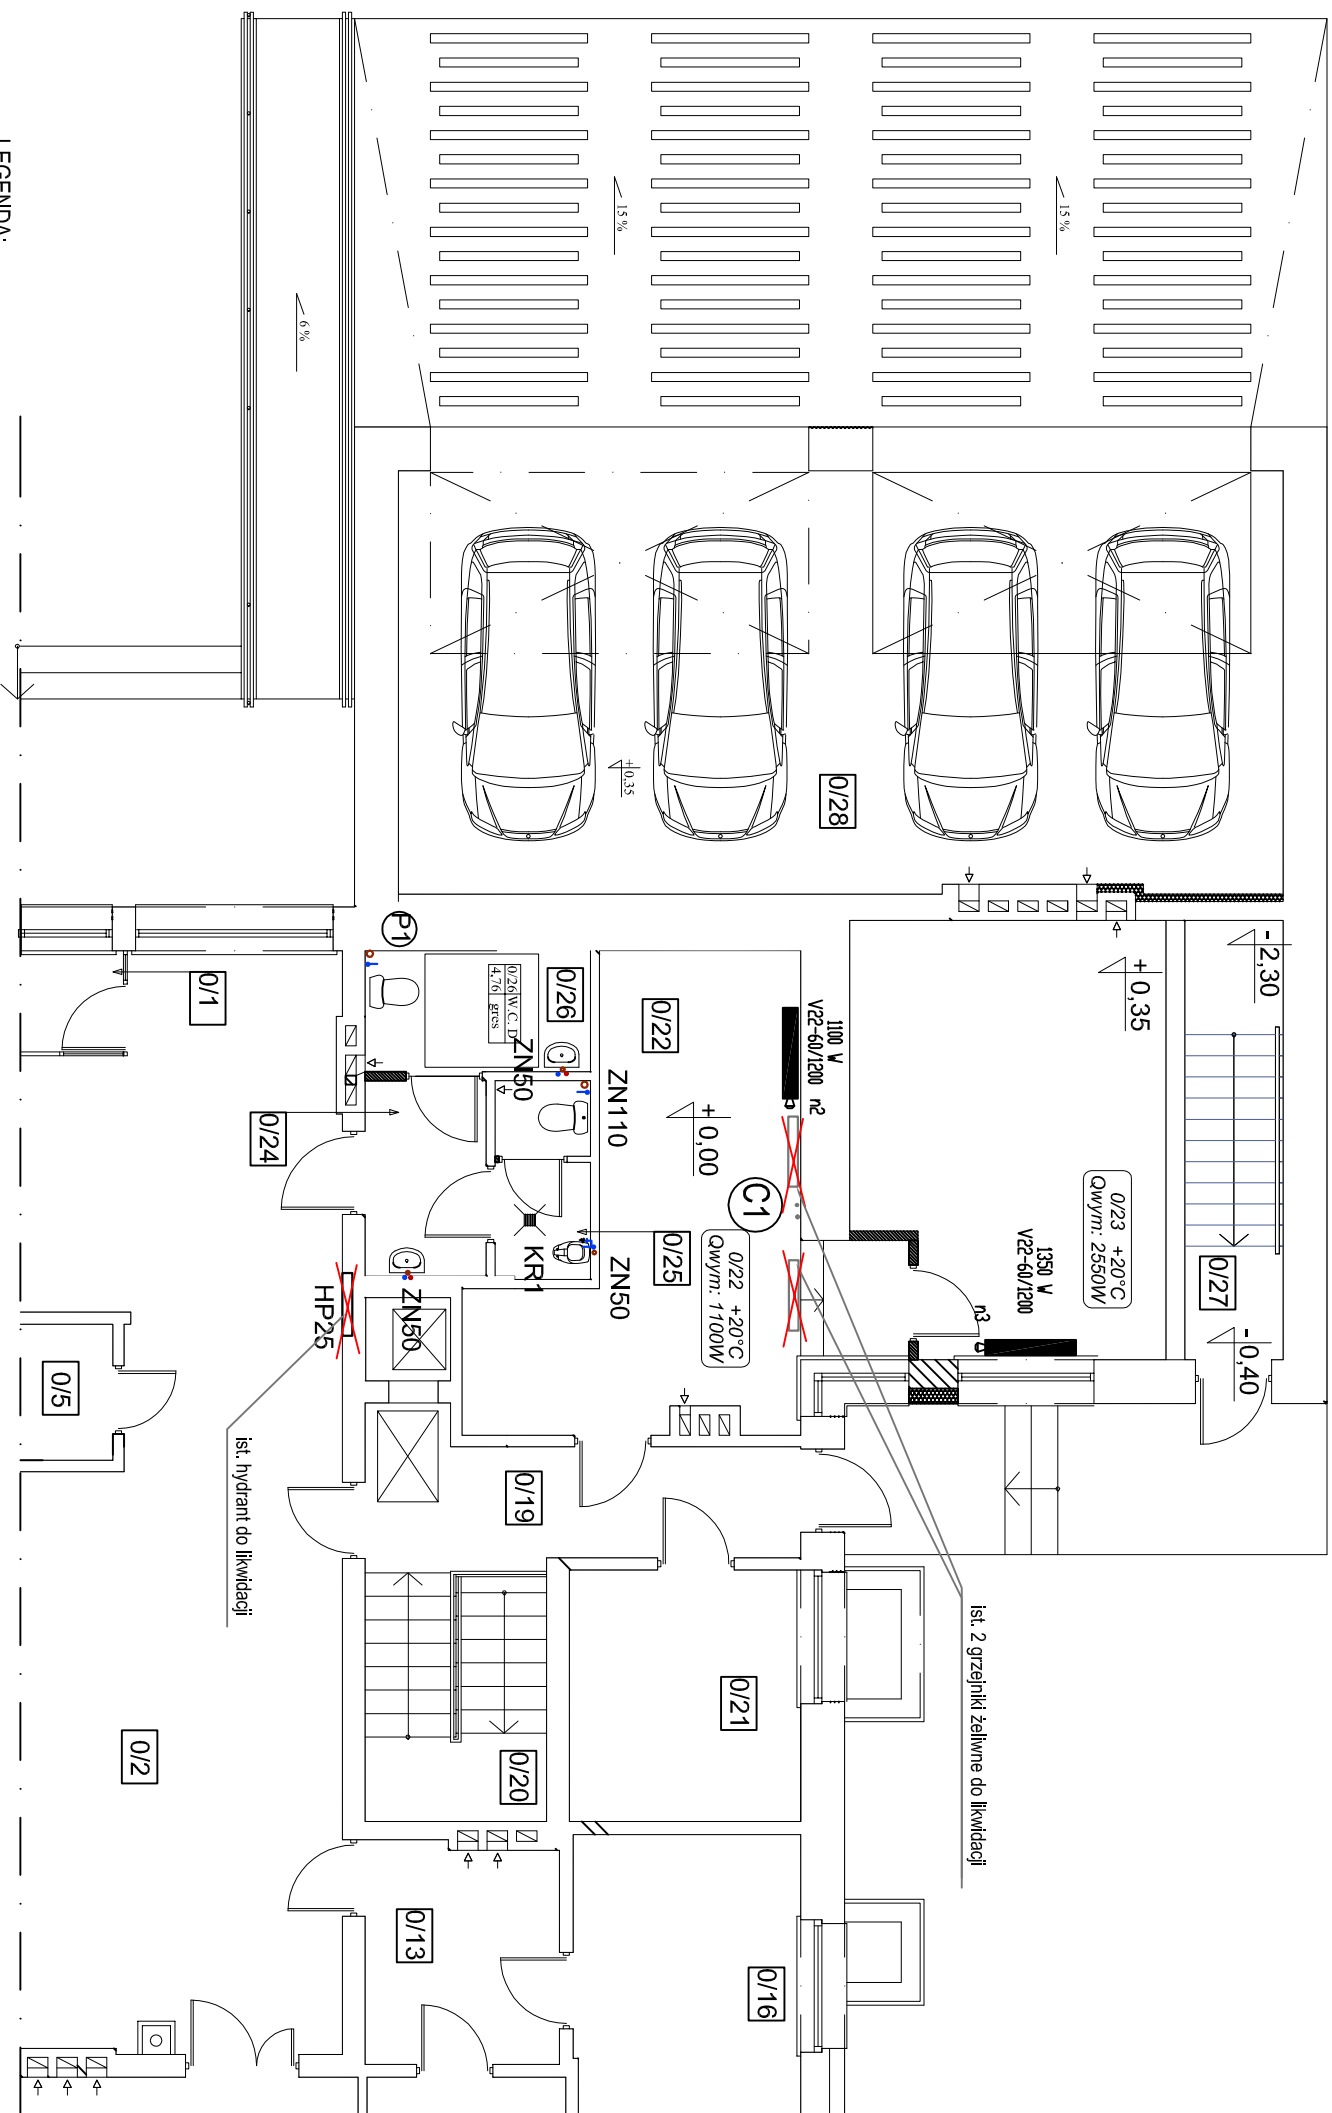 LEGENDA:
15 %
15 %
6 %
+0,35
0/28
- 2,30
+ 0,35
0/27
- 0,40
0/23 +20°C
Qwym: 2550W
1350 W
V22-60/1200
n3
1100 W
V22-60/1200 n2
0/22
+ 0,00
C1
0/22 +20°C
Qwym: 1100W
P1
0/1
0/26
0/26 W.C. D
4.76 gres
ZN50
ZN110
0/24
0/25
KR1
ZN50
ZN50
HP25
0/5
ist. hydrant do likwidacji
0/19
ist. 2 grzejniki żeliwne do likwidacji
0/21
0/20
0/2
0/13
0/16